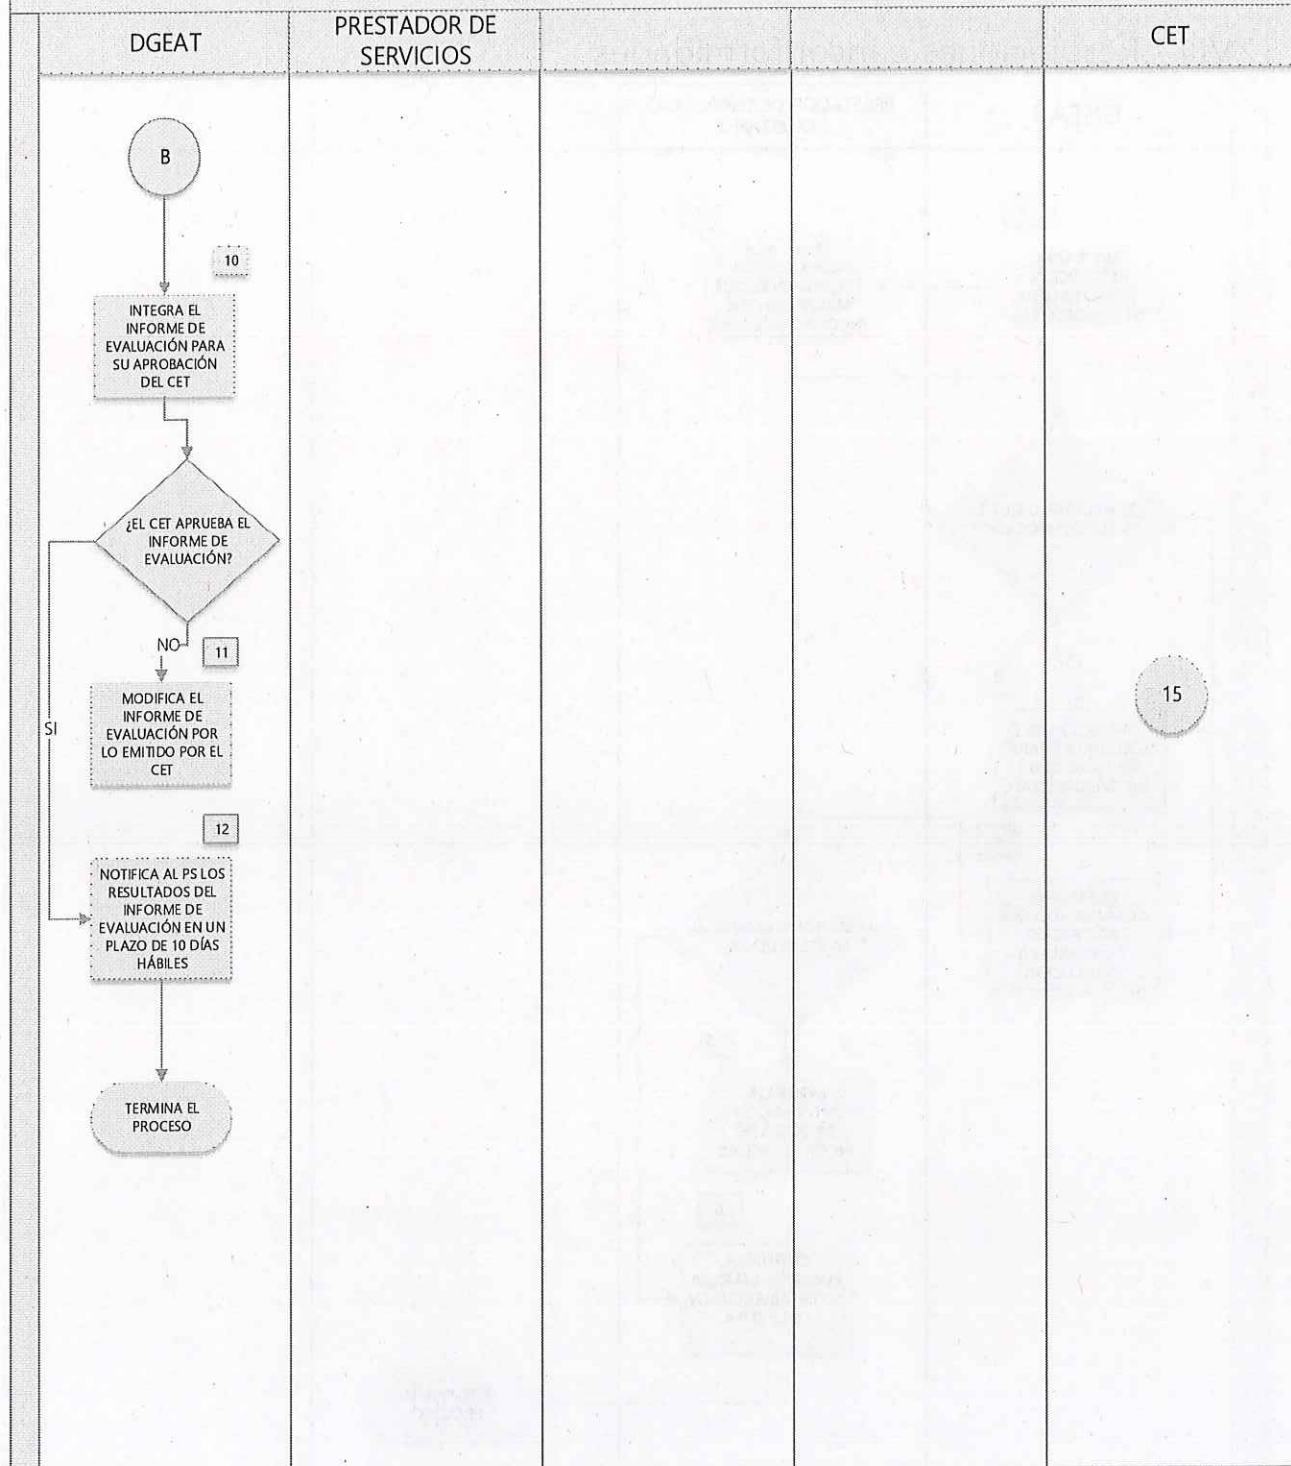 DGEAT
PRESTADOR DE
SERVICIOS
CET
B
10
INTEGRA EL
INFORME DE
EVALUACIÓN PARA
SU APROBACIÓN
DEL CET
¿EL CET APRUEBA EL
INFORME DE
EVALUACIÓN?
NO
11
MODIFICA EL
INFORME DE
EVALUACIÓN POR
LO EMITIDO POR EL
CET
SI
15
12
NOTIFICA AL PS LOS
RESULTADOS DEL
INFORME DE
EVALUACIÓN EN UN
PLAZO DE 10 DÍAS
HÁBILES
TERMINA EL
PROCESO